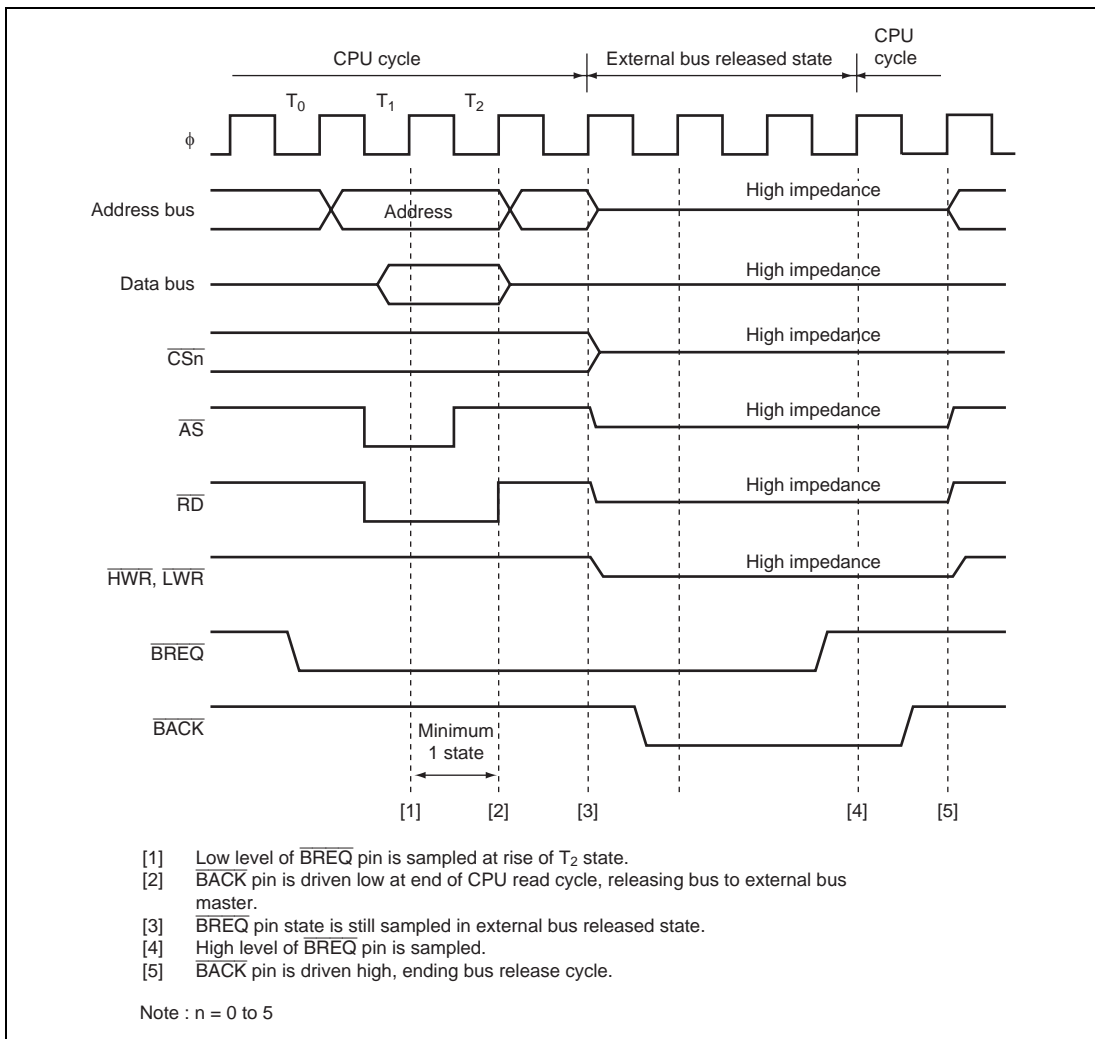 CPU cycle
External bus released state
CPU
cycle
T0
T1
T2
ϕ
Address bus
Address
High impedance
Data bus
High impedance
CSn
High impedance
AS
High impedance
RD
High impedance
HWR, LWR
High impedance
BREQ
BACK
Minimum
1 state
[1]
[2]
[3]
[4]
[5]
[1] Low level of BREQ pin is sampled at rise of T2 state.
[2] BACK pin is driven low at end of CPU read cycle, releasing bus to external bus
master.
[3] BREQ pin state is still sampled in external bus released state.
[4] High level of BREQ pin is sampled.
[5] BACK pin is driven high, ending bus release cycle.
Note : n = 0 to 5